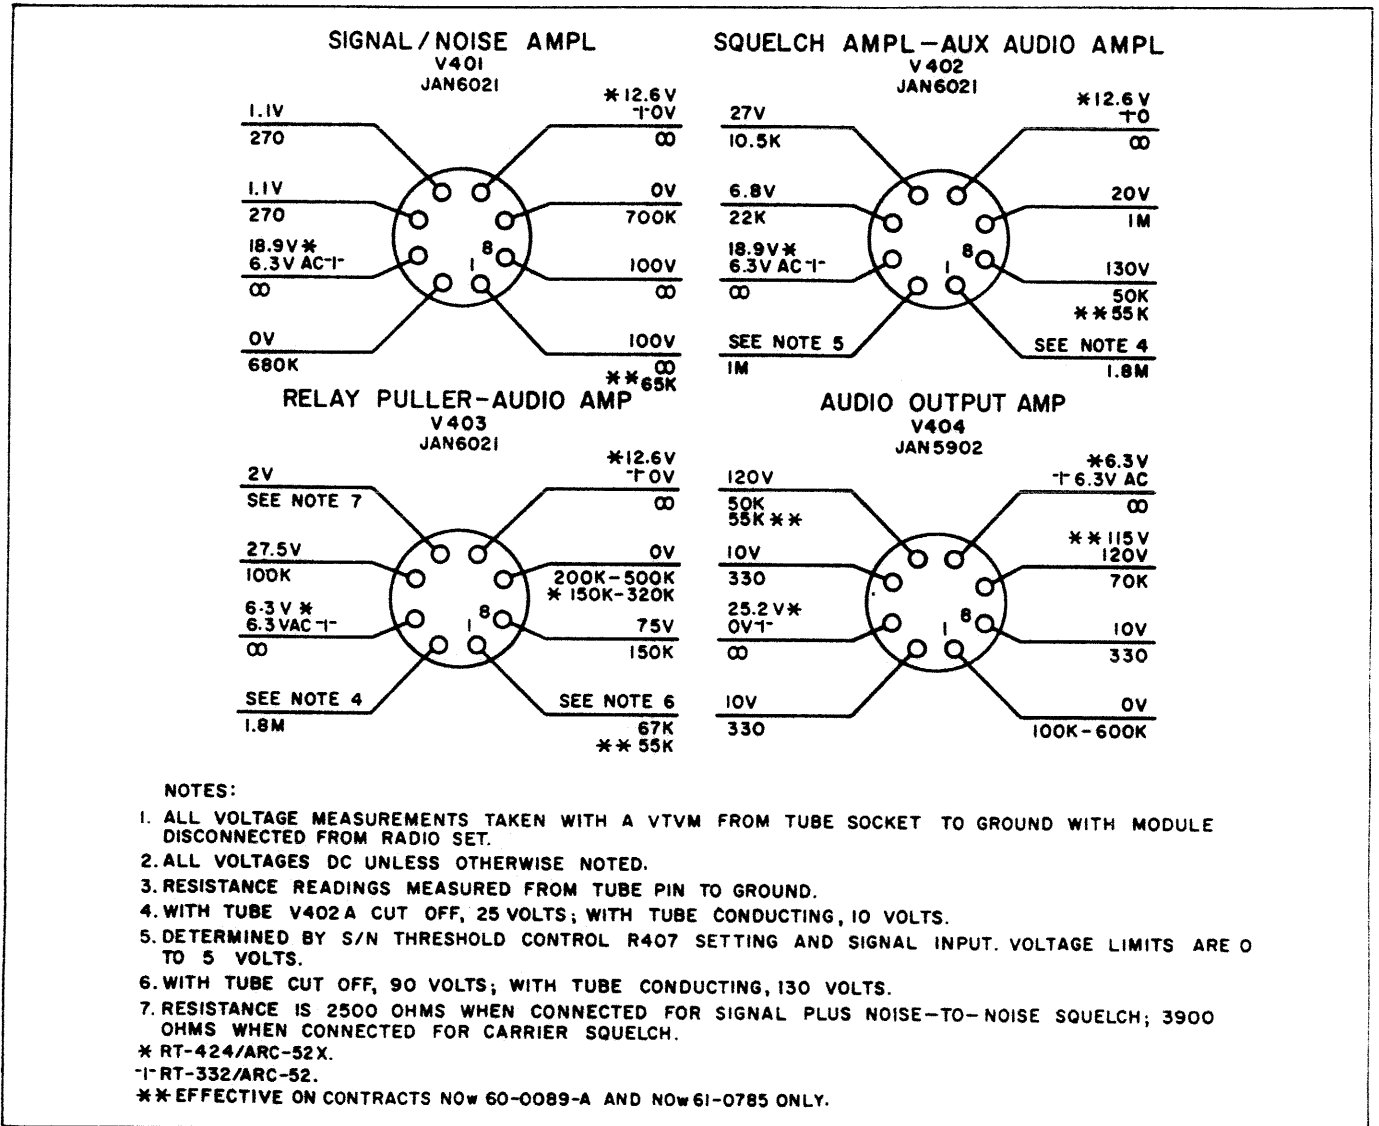 SIGNAL/NOISE AMPL
V401
JAN6021
1.1V
270
1.1V
270
18.9V*
6.3V AC⊣-
∞
0V
680K
*12.6V
⊣-0V
∞
0V
700K
8
100V
∞
1
100V
∞
**65K
SQUELCH AMPL-AUX AUDIO AMPL
V402
JAN6021
27V
10.5K
6.8V
22K
18.9V*
6.3V AC⊣-
∞
SEE NOTE 5
1M
*12.6V
⊣-0
∞
20V
1M
8
130V
50K
**55K
1
SEE NOTE 4
1.8M
RELAY PULLER-AUDIO AMP
V403
JAN6021
2V
SEE NOTE 7
27.5V
100K
6.3V*
6.3VAC⊣-
∞
SEE NOTE 4
1.8M
*12.6V
⊣-0V
∞
0V
200K-500K
*150K-320K
8
75V
150K
1
SEE NOTE 6
67K
**55K
AUDIO OUTPUT AMP
V404
JAN5902
120V
50K
55K**
10V
330
25.2V*
0V⊣-
∞
10V
330
*6.3V
⊣-6.3V AC
∞
**115V
120V
70K
8
10V
330
1
0V
100K-600K
NOTES:
1. ALL VOLTAGE MEASUREMENTS TAKEN WITH A VTVM FROM TUBE SOCKET TO GROUND WITH MODULE
DISCONNECTED FROM RADIO SET.
2. ALL VOLTAGES DC UNLESS OTHERWISE NOTED.
3. RESISTANCE READINGS MEASURED FROM TUBE PIN TO GROUND.
4. WITH TUBE V402A CUT OFF, 25 VOLTS; WITH TUBE CONDUCTING, 10 VOLTS.
5. DETERMINED BY S/N THRESHOLD CONTROL R407 SETTING AND SIGNAL INPUT. VOLTAGE LIMITS ARE 0
TO 5 VOLTS.
6. WITH TUBE CUT OFF, 90 VOLTS; WITH TUBE CONDUCTING, 130 VOLTS.
7. RESISTANCE IS 2500 OHMS WHEN CONNECTED FOR SIGNAL PLUS NOISE-TO-NOISE SQUELCH; 3900
OHMS WHEN CONNECTED FOR CARRIER SQUELCH.
* RT-424/ARC-52X.
⊣-RT-332/ARC-52.
**EFFECTIVE ON CONTRACTS NOw 60-0089-A AND NOw 61-0785 ONLY.